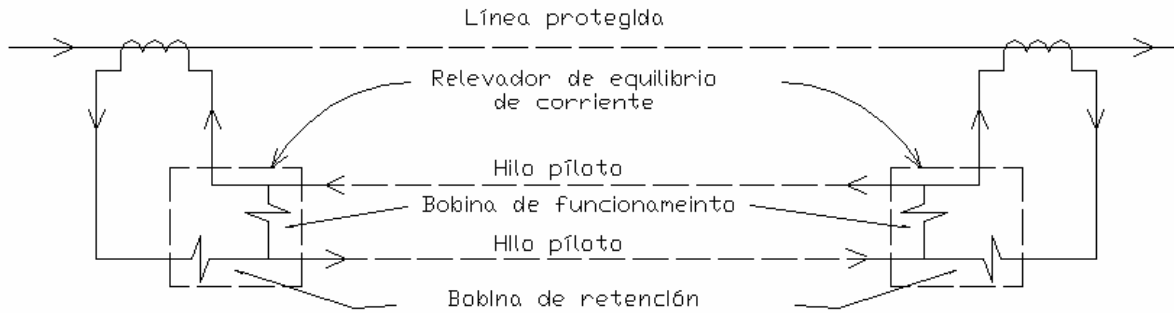 Línea protegida
Relevador de equilibrio
de corriente
Hilo píloto
Bobina de funcionameinto
Hilo píloto
Bobina de retención